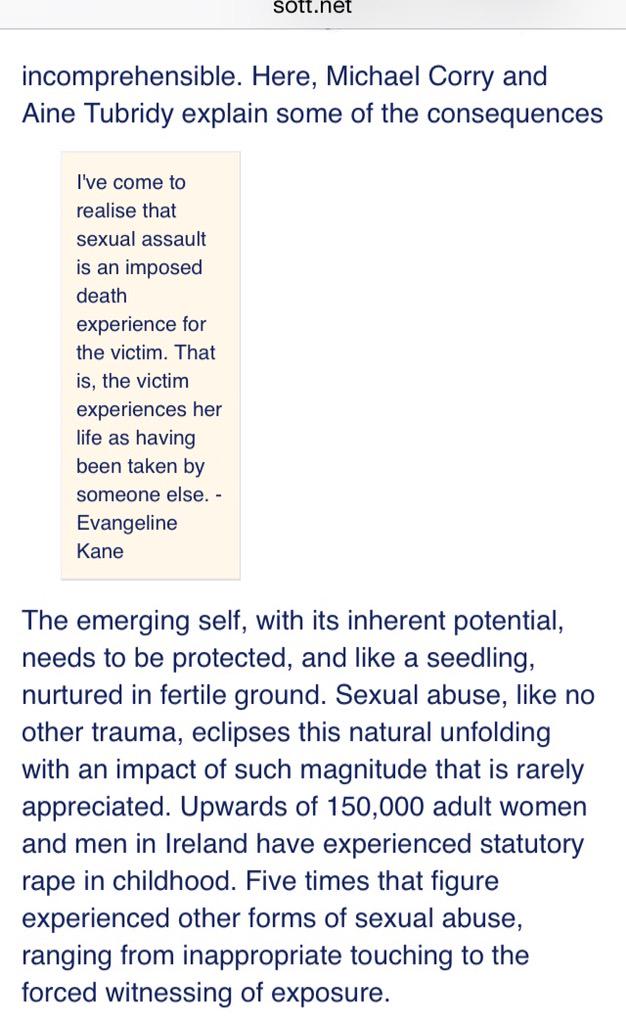 sott.net
incomprehensible. Here, Michael Corry and
Aine Tubridy explain some of the consequences
I've come to
realise that
sexual assault
is an imposed
death
experience for
the victim. That
is, the victim
experiences her
life as having
been taken by
someone else. -
Evangeline
Kane
The emerging self, with its inherent potential,
needs to be protected, and like a seedling,
nurtured in fertile ground. Sexual abuse, like no
other trauma, eclipses this natural unfolding
with an impact of such magnitude that is rarely
appreciated. Upwards of 150,000 adult women
and men in Ireland have experienced statutory
rape in childhood. Five times that figure
experienced other forms of sexual abuse,
ranging from inappropriate touching to the
forced witnessing of exposure.